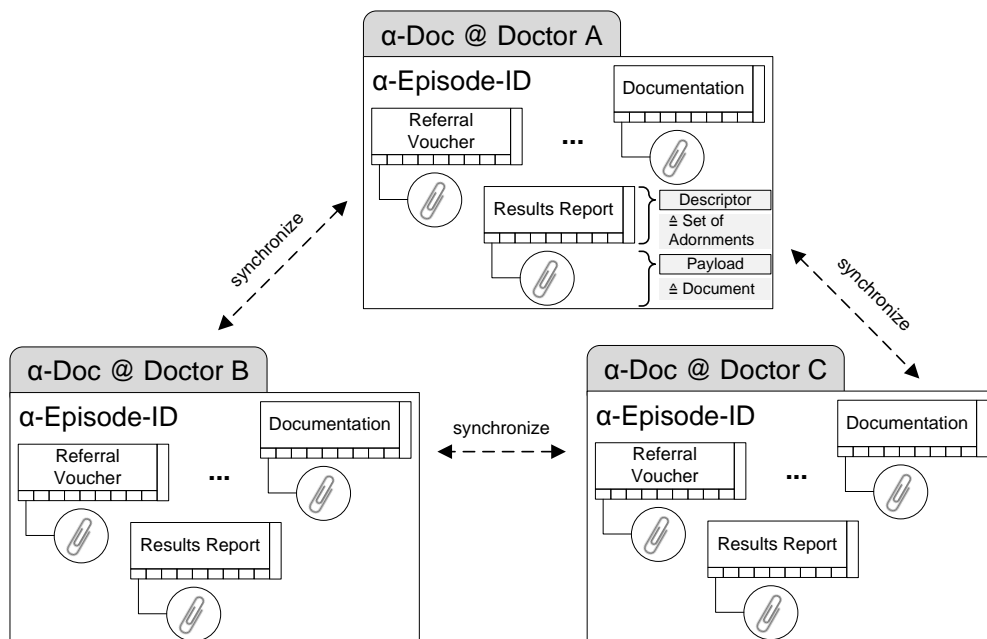 α-Doc @ Doctor A
α-Episode-ID
Documentation
Referral
Voucher
...
Results Report
Descriptor
≙ Set of
Adornments
Payload
≙ Document
synchronize
synchronize
α-Doc @ Doctor B
α-Episode-ID
Documentation
Referral
Voucher
...
Results Report
synchronize
α-Doc @ Doctor C
α-Episode-ID
Documentation
Referral
Voucher
...
Results Report